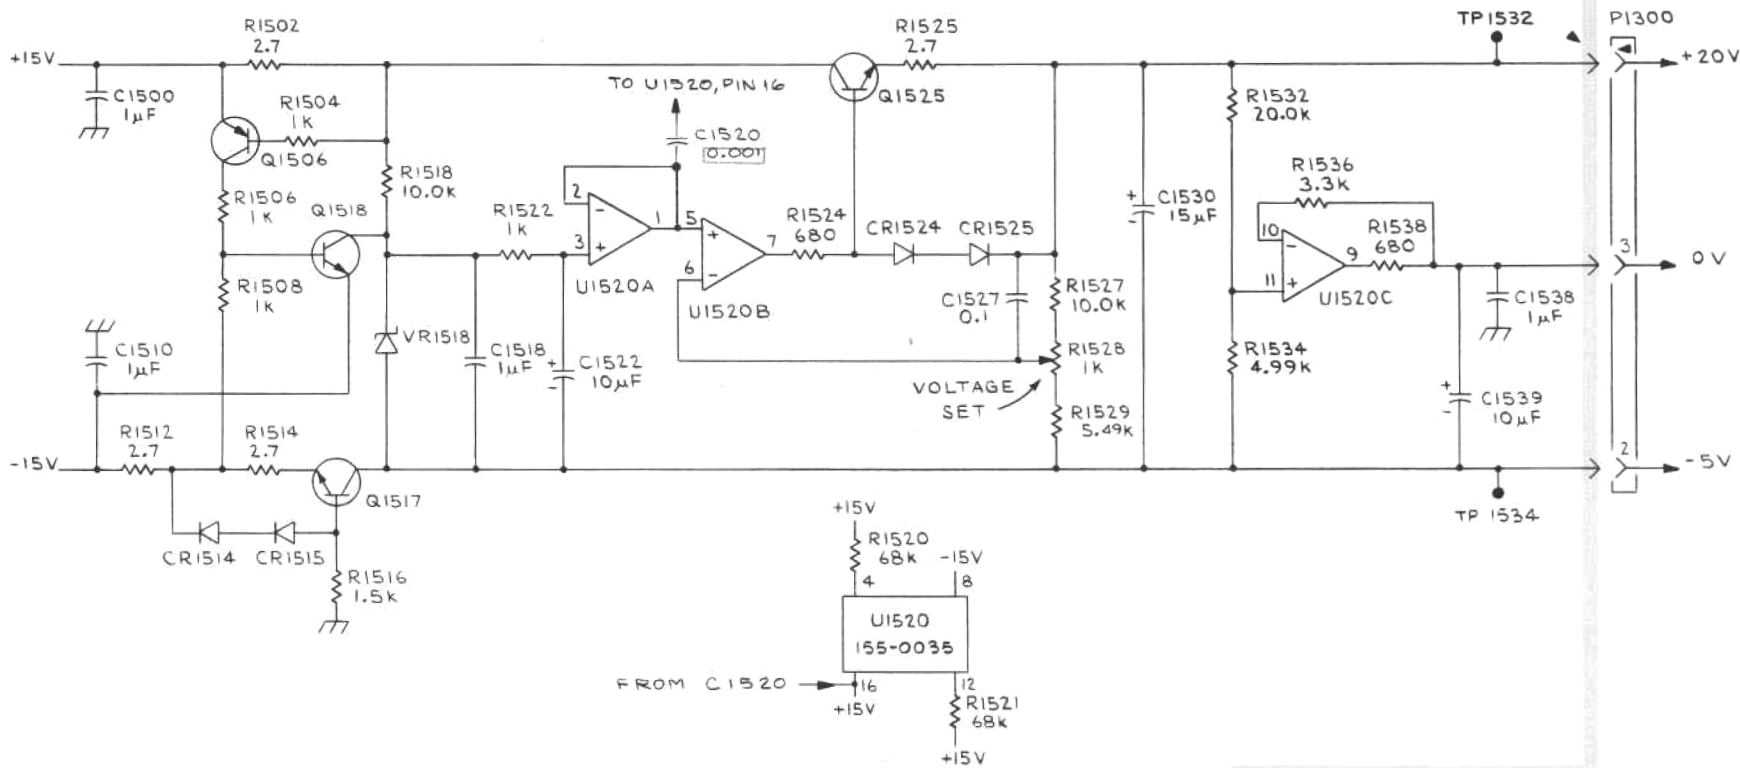 R1502
2.7
R1525
2.7
TP1532
P1300
+15V
+20V
C1500
1µF
TO U1520, PIN 16
R1504
1k
Q1525
R1532
20.0k
C1520
0.001
Q1506
R1518
10.0k
R1536
3.3k
R1506
1k
Q1518
R1522
1k
2
-
1
5
+
R1524
680
CR1524
CR1525
+
C1530
15µF
-
10
-
R1538
680
3
+
7
9
3
0V
6
-
11
+
U1520A
R1508
1k
U1520B
C1527
0.1
R1527
10.0k
U1520C
C1538
1µF
C1510
1µF
VR1518
C1518
1µF
+
C1522
10µF
-
R1528
1k
R1534
4.99k
VOLTAGE
SET
+
C1539
10µF
-
R1529
5.49k
R1512
2.7
R1514
2.7
-15V
2
-5V
Q1517
TP 1534
CR1514
CR1515
+15V
R1520
68k
-15V
R1516
1.5k
4
8
U1520
155-0035
FROM C1520
16
12
+15V
R1521
68k
+15V